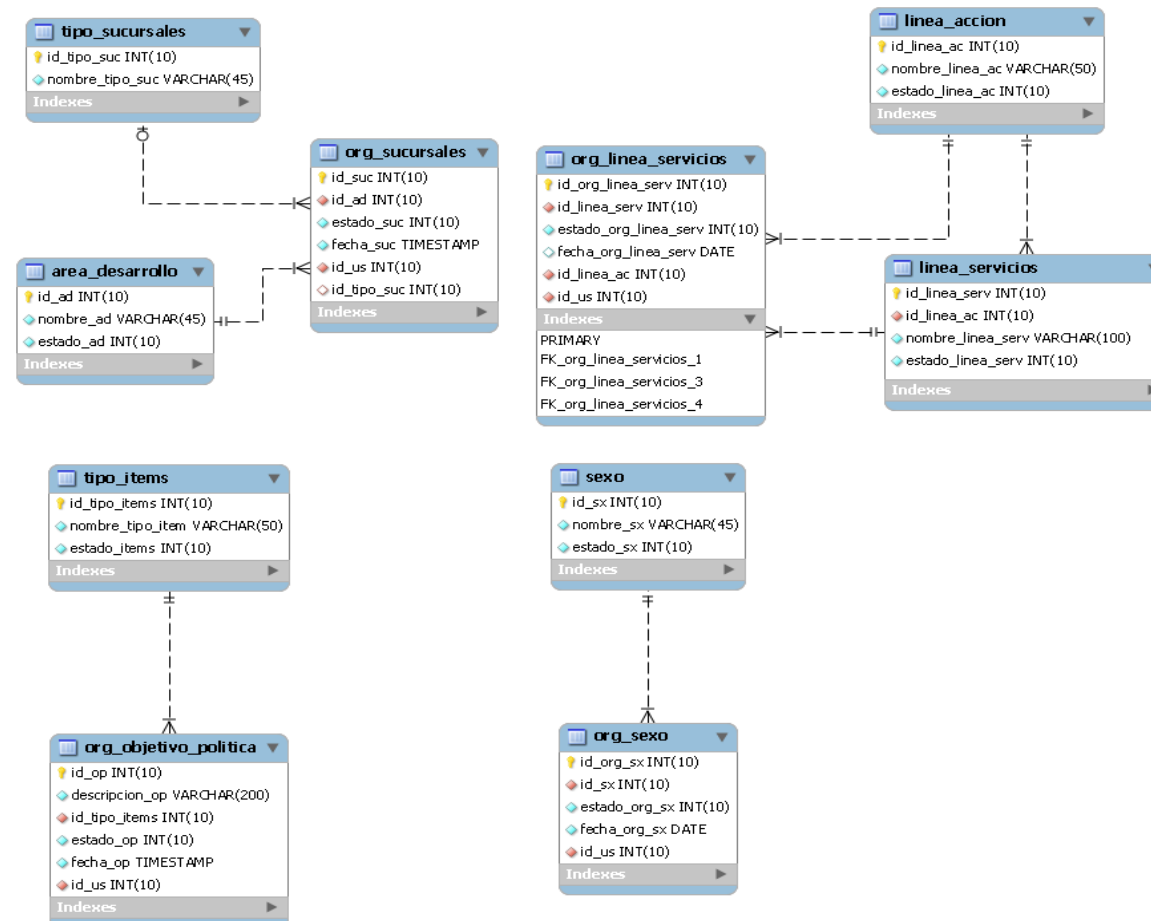 tipo_sucursales
id_tipo_suc INT(10)
nombre_tipo_suc VARCHAR(45)
Indexes
linea_accion
id_linea_ac INT(10)
nombre_linea_ac VARCHAR(50)
estado_linea_ac INT(10)
Indexes
org_sucursales
id_suc INT(10)
id_ad INT(10)
estado_suc INT(10)
fecha_suc TIMESTAMP
id_us INT(10)
id_tipo_suc INT(10)
Indexes
org_linea_servicios
id_org_linea_serv INT(10)
id_linea_serv INT(10)
estado_org_linea_serv INT(10)
fecha_org_linea_serv DATE
id_linea_ac INT(10)
id_us INT(10)
Indexes
PRIMARY
FK_org_linea_servicios_1
FK_org_linea_servicios_3
FK_org_linea_servicios_4
area_desarrollo
id_ad INT(10)
nombre_ad VARCHAR(45)
estado_ad INT(10)
Indexes
linea_servicios
id_linea_serv INT(10)
id_linea_ac INT(10)
nombre_linea_serv VARCHAR(100)
estado_linea_serv INT(10)
Indexes
tipo_items
id_tipo_items INT(10)
nombre_tipo_item VARCHAR(50)
estado_items INT(10)
Indexes
sexo
id_sx INT(10)
nombre_sx VARCHAR(45)
estado_sx INT(10)
Indexes
org_objetivo_politica
id_op INT(10)
descripcion_op VARCHAR(200)
id_tipo_items INT(10)
estado_op INT(10)
fecha_op TIMESTAMP
id_us INT(10)
Indexes
org_sexo
id_org_sx INT(10)
id_sx INT(10)
estado_org_sx INT(10)
fecha_org_sx DATE
id_us INT(10)
Indexes